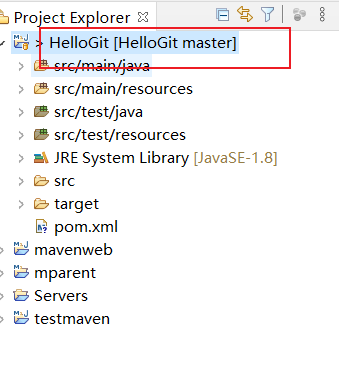 Project Explorer
> HelloGit [HelloGit master]
src/main/java
src/main/resources
src/test/java
src/test/resources
JRE System Library [JavaSE-1.8]
src
target
pom.xml
mavenweb
mparent
Servers
testmaven